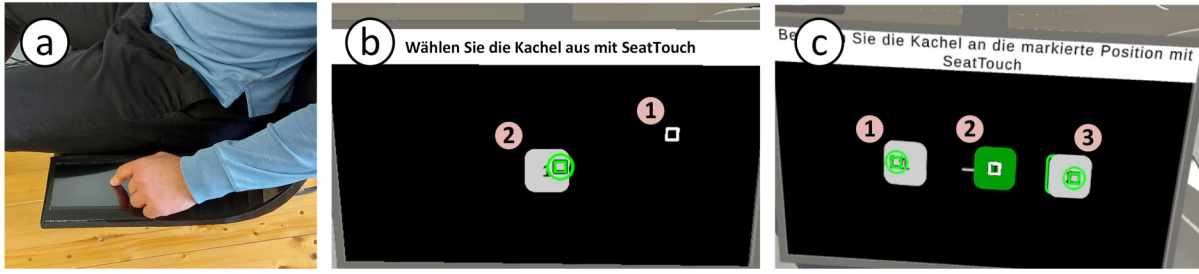 a
b
Wählen Sie die Kachel aus mit SeatTouch
1
2
c
Sie die Kachel an die markierte Position mit
SeatTouch
1
2
3